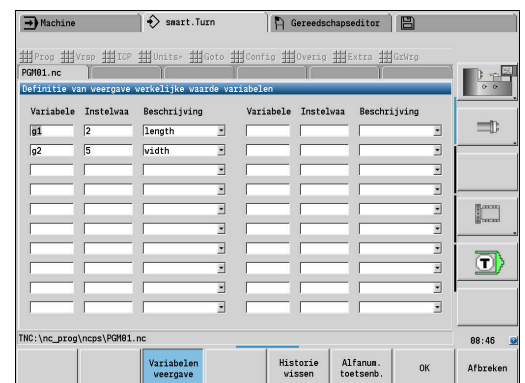 Machine smart.Turn Gereedschapseditor
Prog Vrsp ICP Units» Goto Config Overig Extra GrWrg
PGM01.nc
Definitie van weergave werkelijke waarde variabelen
Variabele Instelwaa Beschrijving Variabele Instelwaa Beschrijving
g1 2 length
g2 5 width
T
TNC:\nc_prog\ncps\PGM01.nc 08:46
Variabelen weergave Historie wissen Alfanum. toetsenb. OK Afbreken